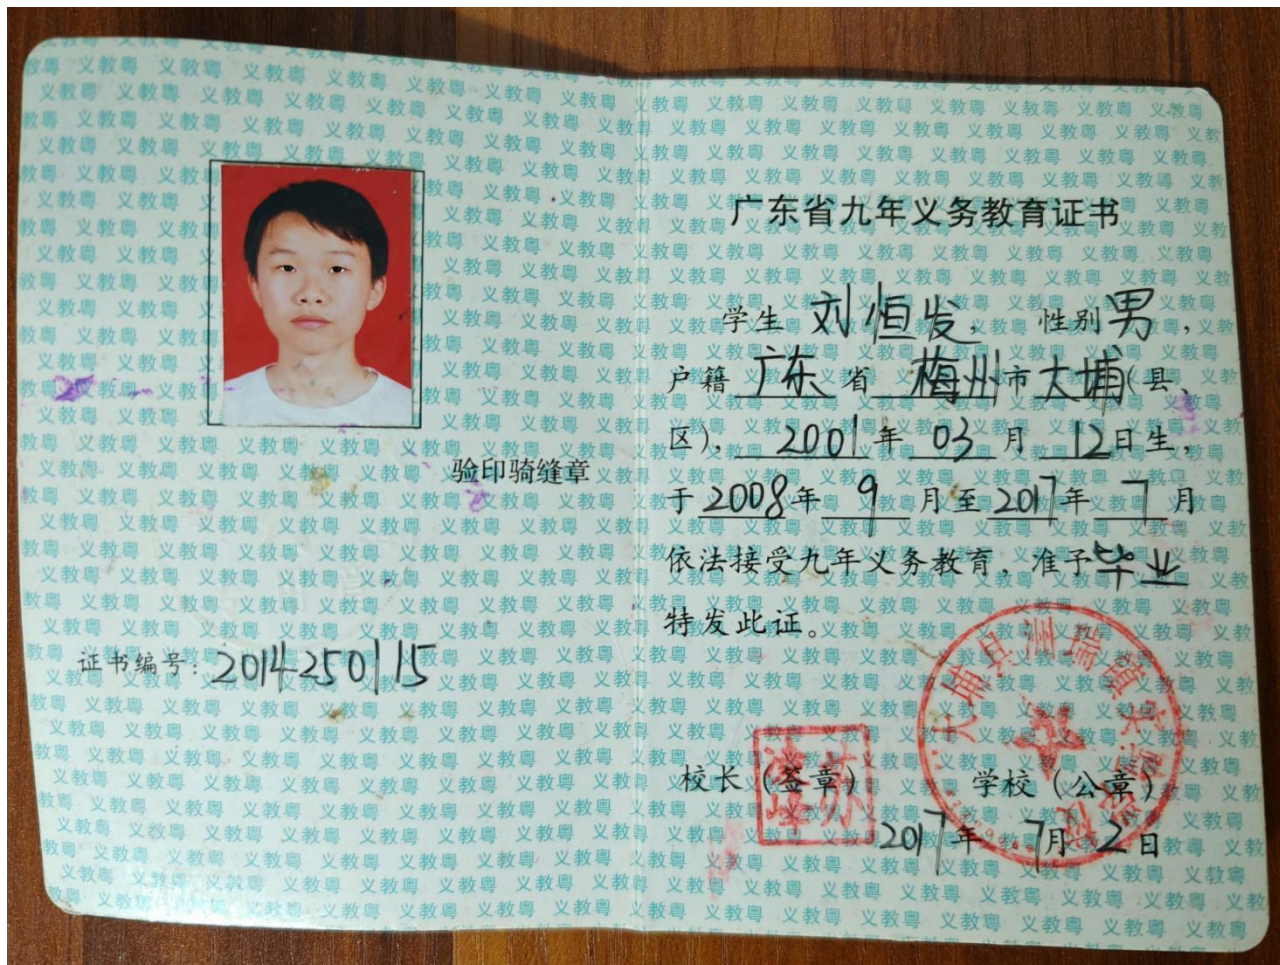 验印骑缝章
证书编号：2014250115
广东省九年义务教育证书
学生 刘恒发， 性别 男，
户籍 广东 省 梅州 市 大埔（县、
区），2001 年 03 月 12 日生，
于 2008 年 9 月至 2017 年 7 月
依法接受九年义务教育，准予毕业
特发此证。
校长（签章） 学校（公章）
2017 年 7 月 2 日